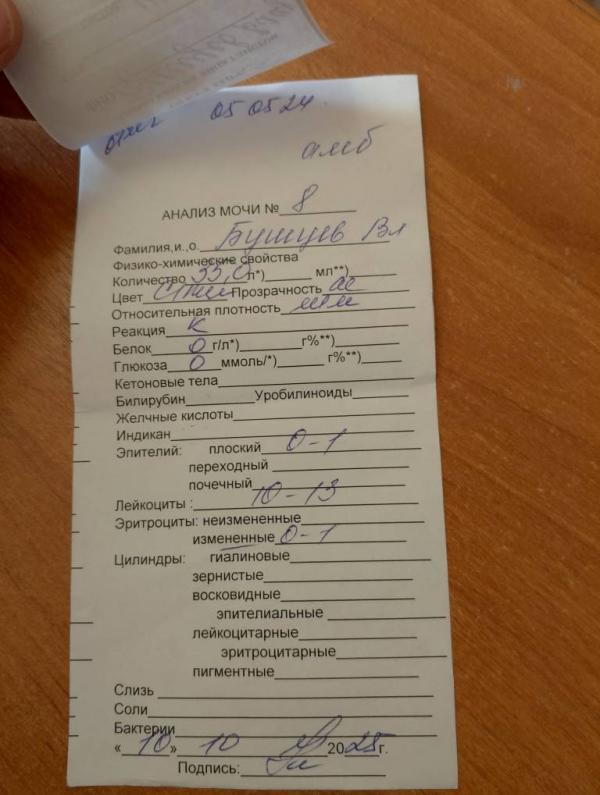 05 05 24
амб
АНАЛИЗ МОЧИ № 8
Фамилия,и.,о. Вл
Физико-химические свойства
Количество 35,0 л*) мл**)
Цвет Прозрачность
Относительная плотность м/м
Реакция К
Белок 0 г/л*) г%**)
Глюкоза 0 ммоль/*) г%**)
Кетоновые тела
Билирубин Уробилиноиды
Желчные кислоты
Индикан
Эпителий: плоский 0-1
переходный
почечный
Лейкоциты : 10-13
Эритроциты: неизмененные
измененные 0-1
Цилиндры: гиалиновые
зернистые
восковидные
эпителиальные
лейкоцитарные
эритроцитарные
пигментные
Слизь
Соли
Бактерии
« 10 » 10 2025 г.
Подпись: